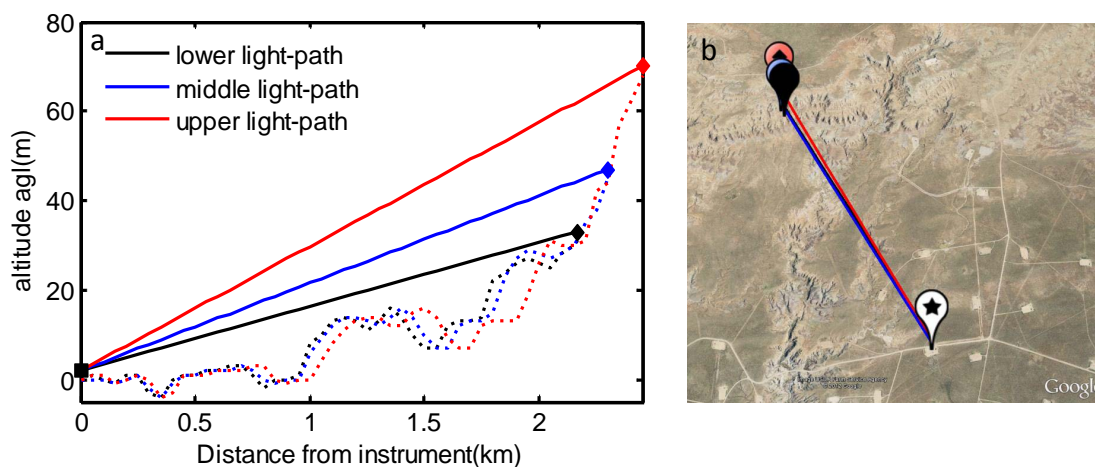 a
lower light-path
middle light-path
upper light-path
80
60
40
20
0
altitude agl(m)
0
0.5
1
1.5
2
Distance from instrument(km)
b
Google